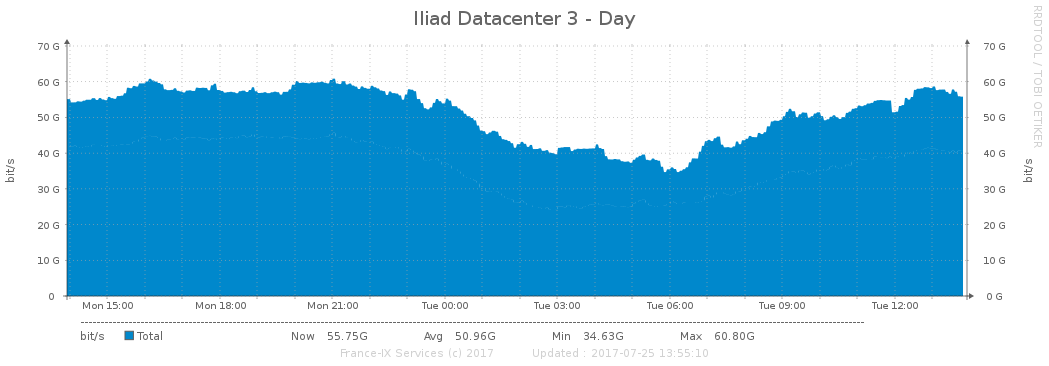 Iliad Datacenter 3 - Day
RRDTOOL / TOBI OETIKER
bit/s
70 G
60 G
50 G
40 G
30 G
20 G
10 G
0
70 G
60 G
50 G
40 G
30 G
20 G
10 G
0 G
bit/s
Mon 15:00 Mon 18:00 Mon 21:00 Tue 00:00 Tue 03:00 Tue 06:00 Tue 09:00 Tue 12:00
bit/s Total Now 55.75G Avg 50.96G Min 34.63G Max 60.80G
France-IX Services (c) 2017 Updated : 2017-07-25 13:55:10